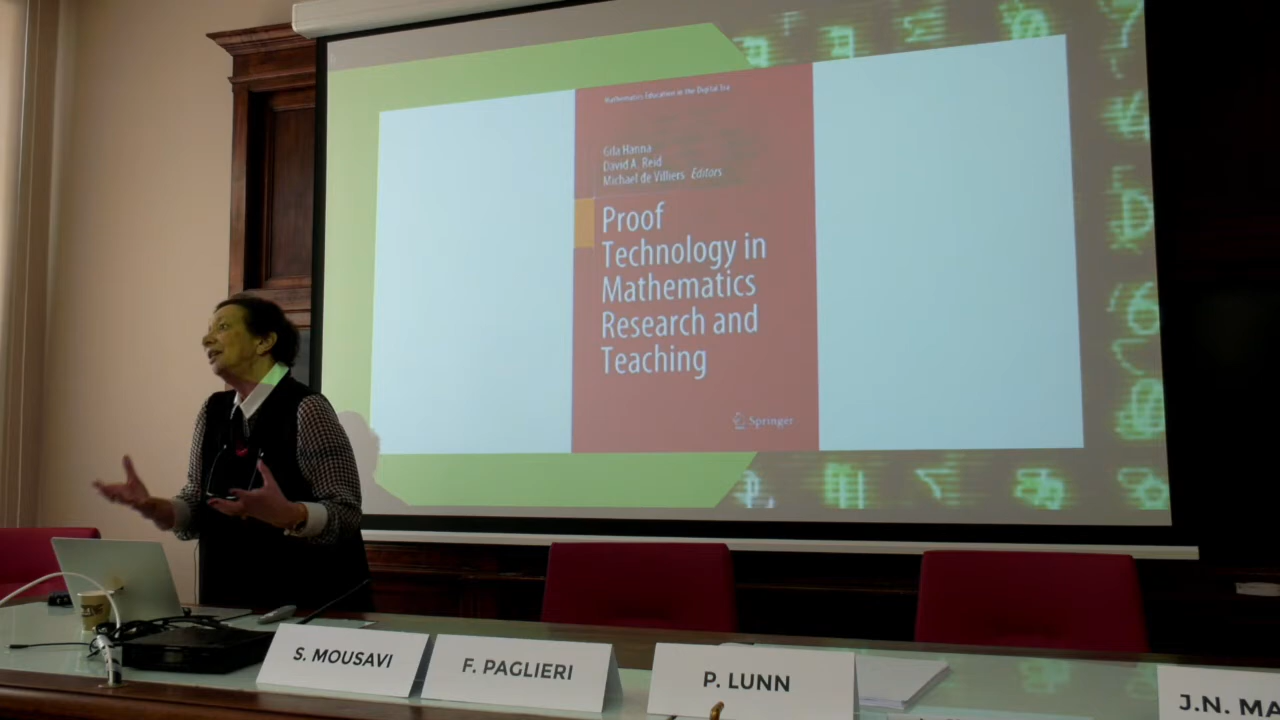 Mathematics Education in the Digital Era
Gila Hanna
David A. Reid
Michael de Villiers Editors
Proof
Technology in
Mathematics
Research and
Teaching
Springer
S. MOUSAVI
F. PAGLIERI
P. LUNN
J.N. MA